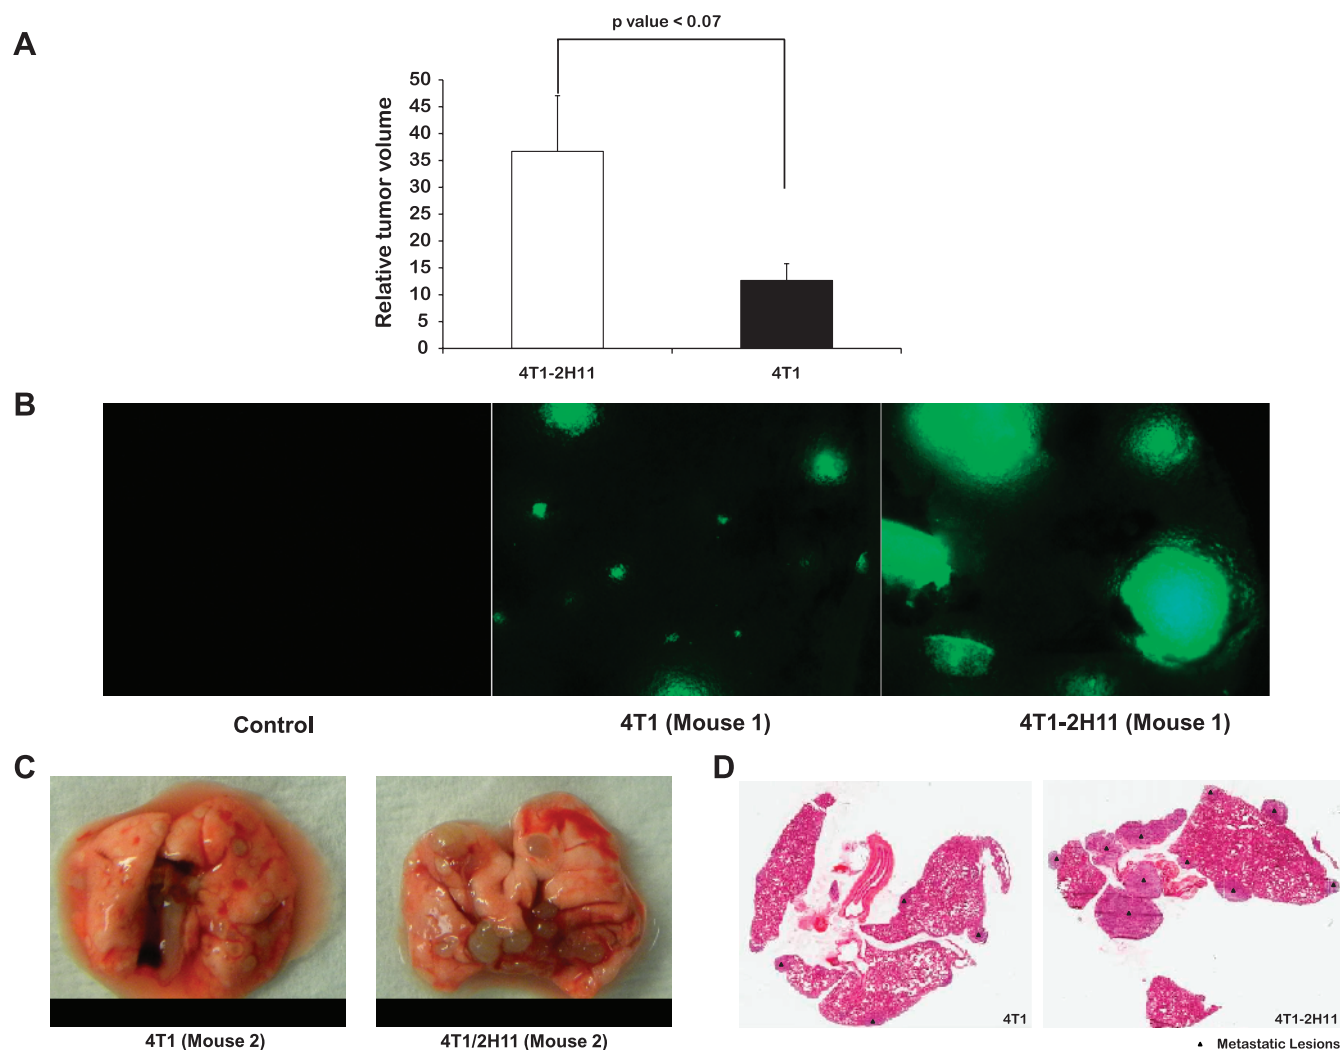 A
p value < 0.07
Relative tumor volume
50
45
40
35
30
25
20
15
10
5
0
4T1-2H11
4T1
B
Control
4T1 (Mouse 1)
4T1-2H11 (Mouse 1)
C
4T1 (Mouse 2)
4T1/2H11 (Mouse 2)
D
4T1
4T1-2H11
▲ Metastatic Lesions